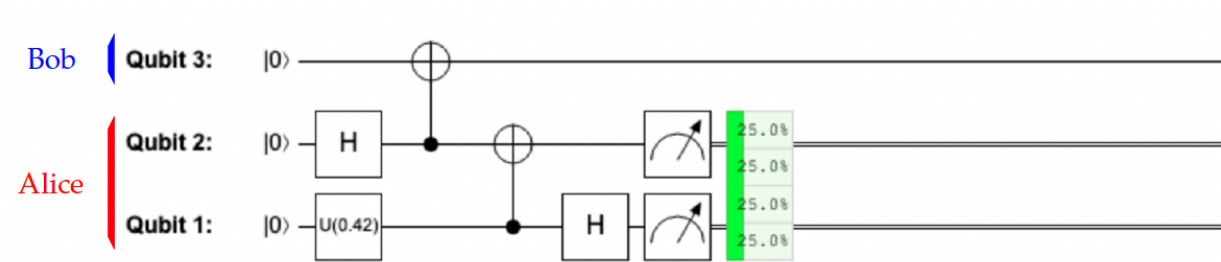 Bob
Qubit 3: |0⟩
Alice
Qubit 2: |0⟩ H 25.0%
25.0%
25.0%
Qubit 1: |0⟩ U(0.42) H 25.0%